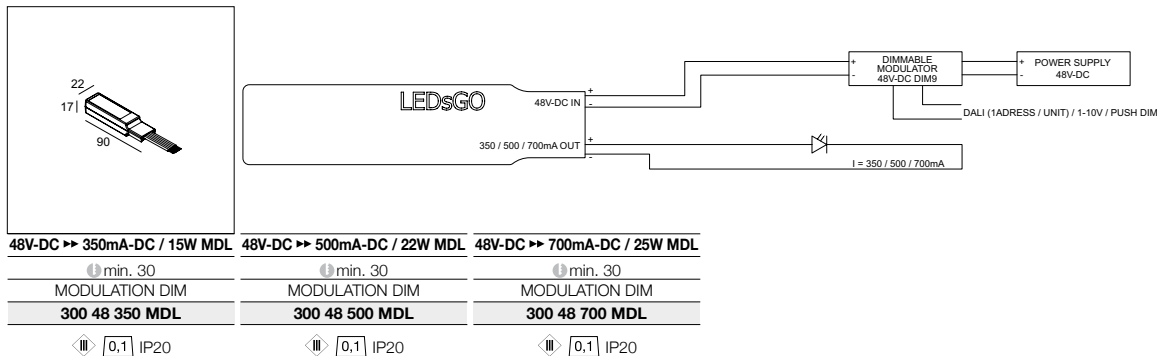 22
17
90
LEDsGO
48V-DC IN
+
-
350 / 500 / 700mA OUT
+
-
+
-
DIMMABLE
MODULATOR
48V-DC DIM9
+
-
POWER SUPPLY
48V-DC
DALI (1ADRESS / UNIT) / 1-10V / PUSH DIM
I = 350 / 500 / 700mA
48V-DC ▸▸ 350mA-DC / 15W MDL 48V-DC ▸▸ 500mA-DC / 22W MDL 48V-DC ▸▸ 700mA-DC / 25W MDL
min. 30 min. 30 min. 30
MODULATION DIM MODULATION DIM MODULATION DIM
300 48 350 MDL 300 48 500 MDL 300 48 700 MDL
III 0,1 IP20 III 0,1 IP20 III 0,1 IP20